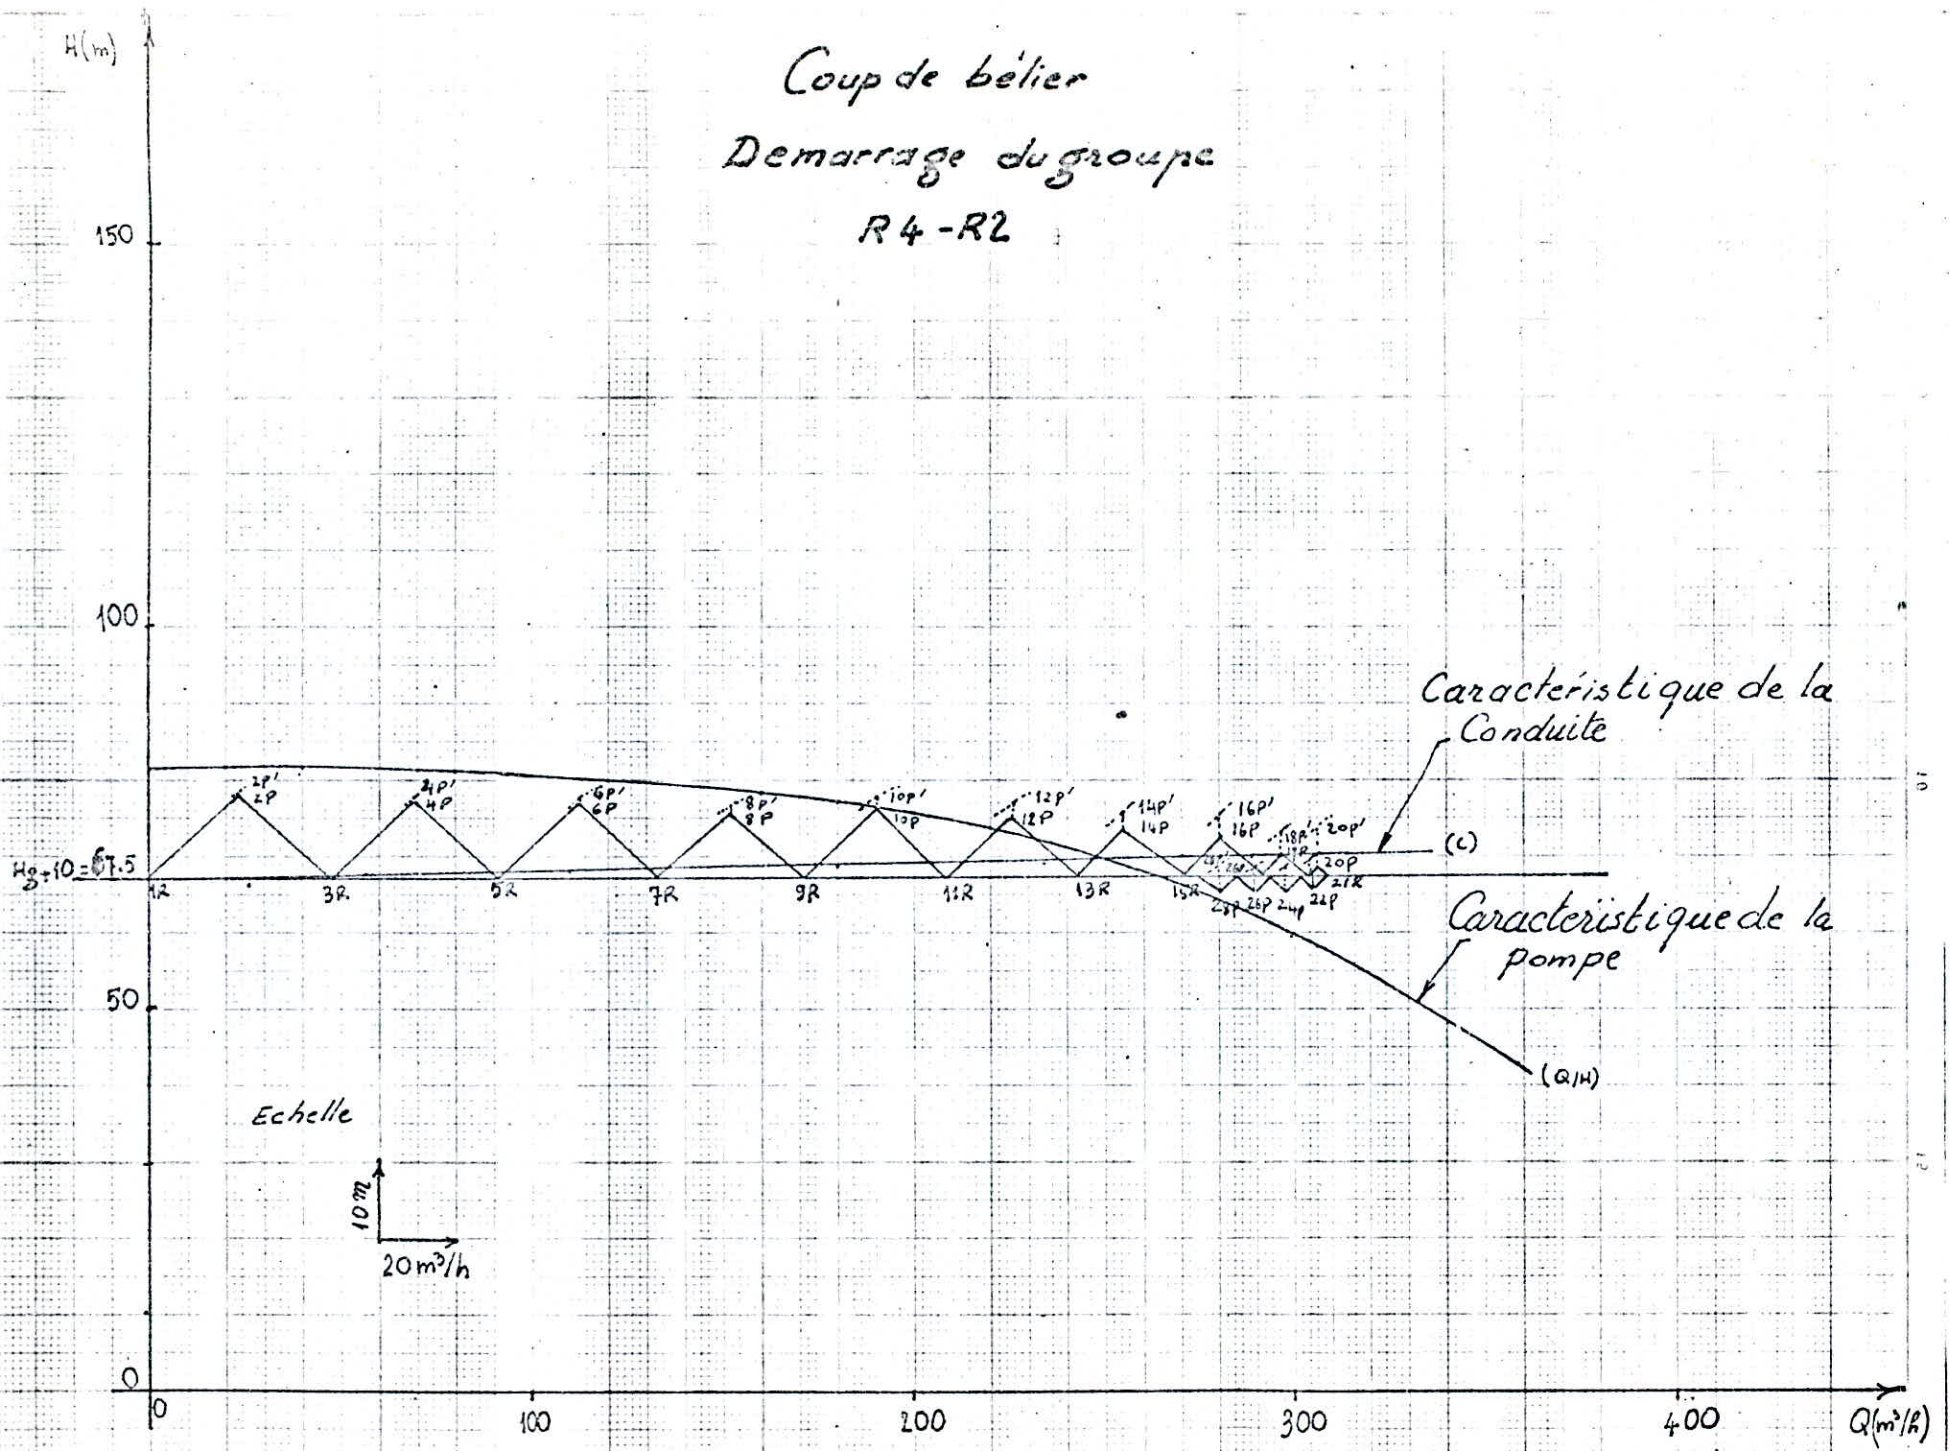 H(m)
Coup de bélier
Demarrage du groupe
R4-R2
150
100
Caractéristique de la
Conduite
2P'
2P
4P'
4P
6P'
6P
8P'
8P
10P'
10P
12P'
12P
14P'
14P
16P'
16P
18P'
20P'
20P
(C)
Hg+10=67.5
1R
3R
5R
7R
9R
11R
13R
15R
21R
28P
26P
24P
22P
Caractéristique de la
pompe
50
(Q/H)
Echelle
10m
20m³/h
0
0
100
200
300
400
Q(m³/h)